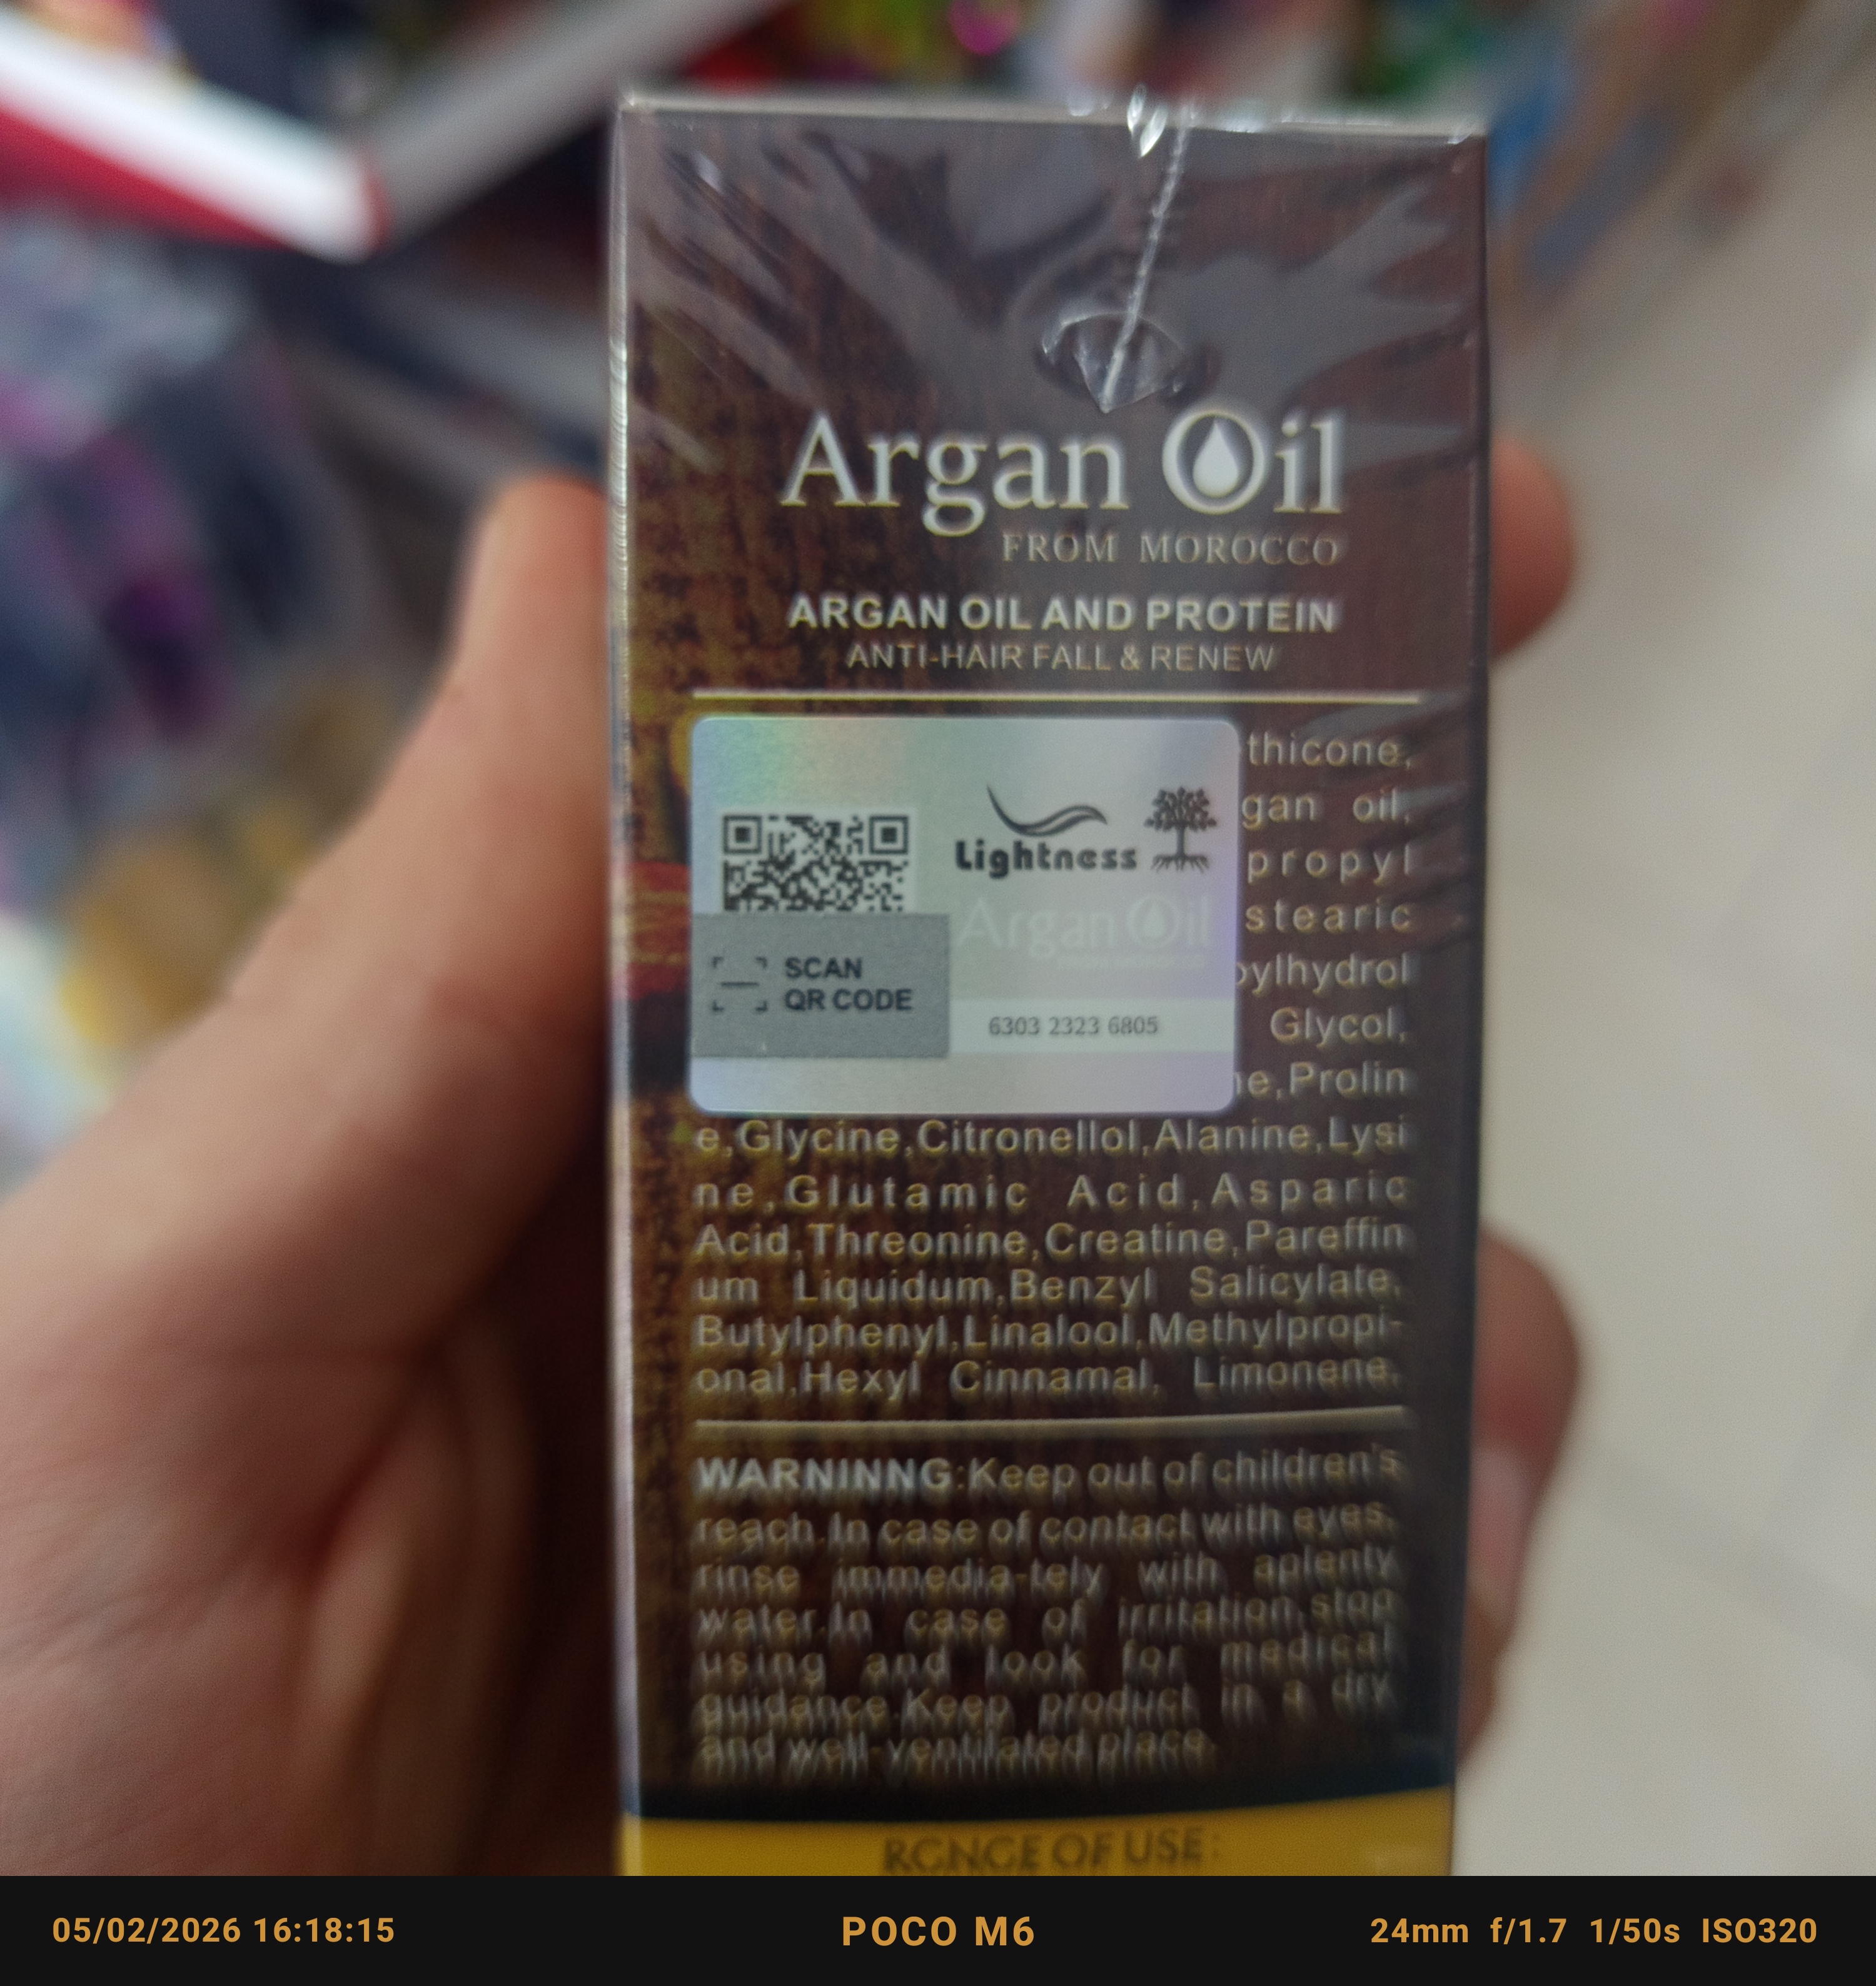 Argan Oil
FROM MOROCCO
ARGAN OIL AND PROTEIN
ANTI-HAIR FALL & RENEW
thicone,
gan oil,
propyl
stearic
ylhydrol
Glycol,
e,Prolin
Lightness
Argan Oil
SCAN
QR CODE
6303 2323 6805
e,Glycine,Citronellol,Alanine,Lysi
ne,Glutamic Acid,Asparic
Acid,Threonine,Creatine,Pareffin
um Liquidum,Benzyl Salicylate,
Butylphenyl,Linalool,Methylpropi-
onal,Hexyl Cinnamal, Limonene,
WARNINNG:Keep out of children's
reach.In case of contact with eyes,
rinse immedia-tely with aplenty
water.In case of irritation,stop
using and look for medical
guidance.Keep product in a dry
and well-ventilated place.
RCNCE OF USE:
05/02/2026 16:18:15
POCO M6
24mm f/1.7 1/50s ISO320